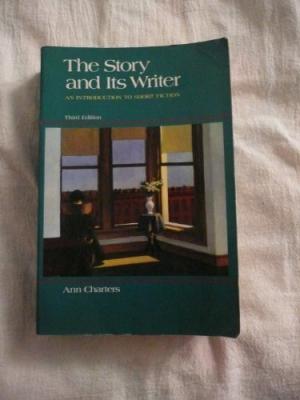 The Story
and Its Writer
AN INTRODUCTION TO SHORT FICTION
Third Edition
Ann Charters